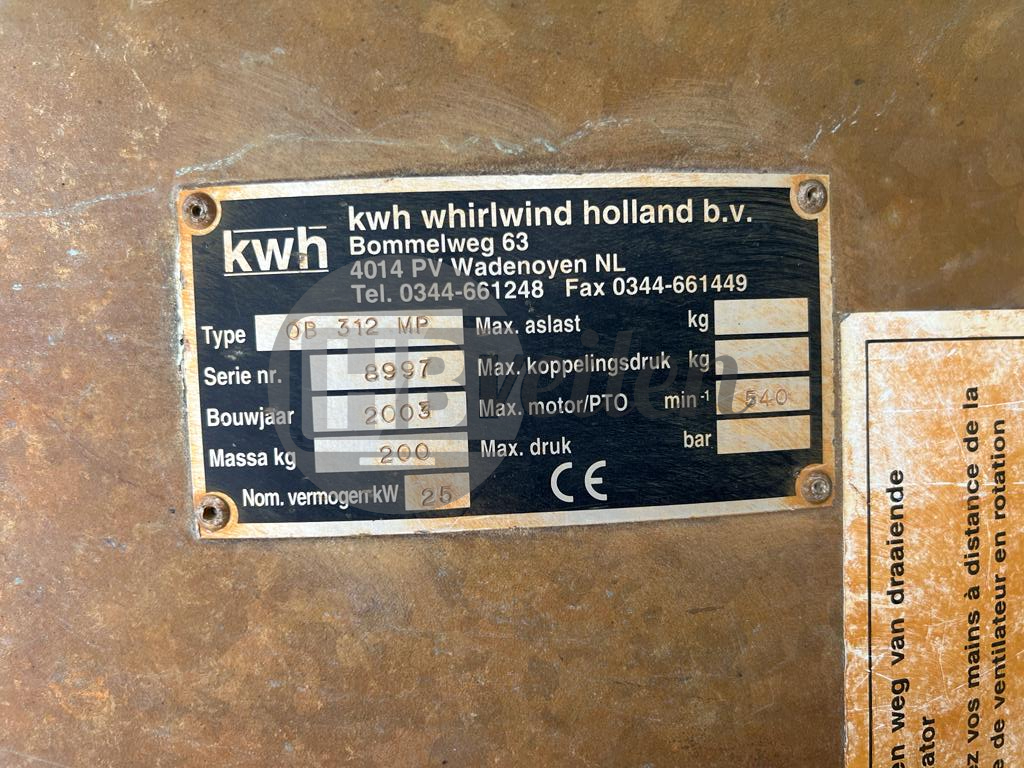 kwh
kwh whirlwind holland b.v.
Bommelweg 63
4014 PV Wadenoyen NL
Tel. 0344-661248 Fax 0344-661449
Type OB 312 MP
Serie nr. 8997
Bouwjaar 2003
Massa kg 200
Nom. vermogen kW 25
Max. aslast kg
Max. koppelingsdruk kg
Max. motor/PTO min⁻¹ 540
Max. druk bar
CE
HB veilen
en weg van draaiende
ator
z vos mains à distance de la
e de ventilateur en rotation